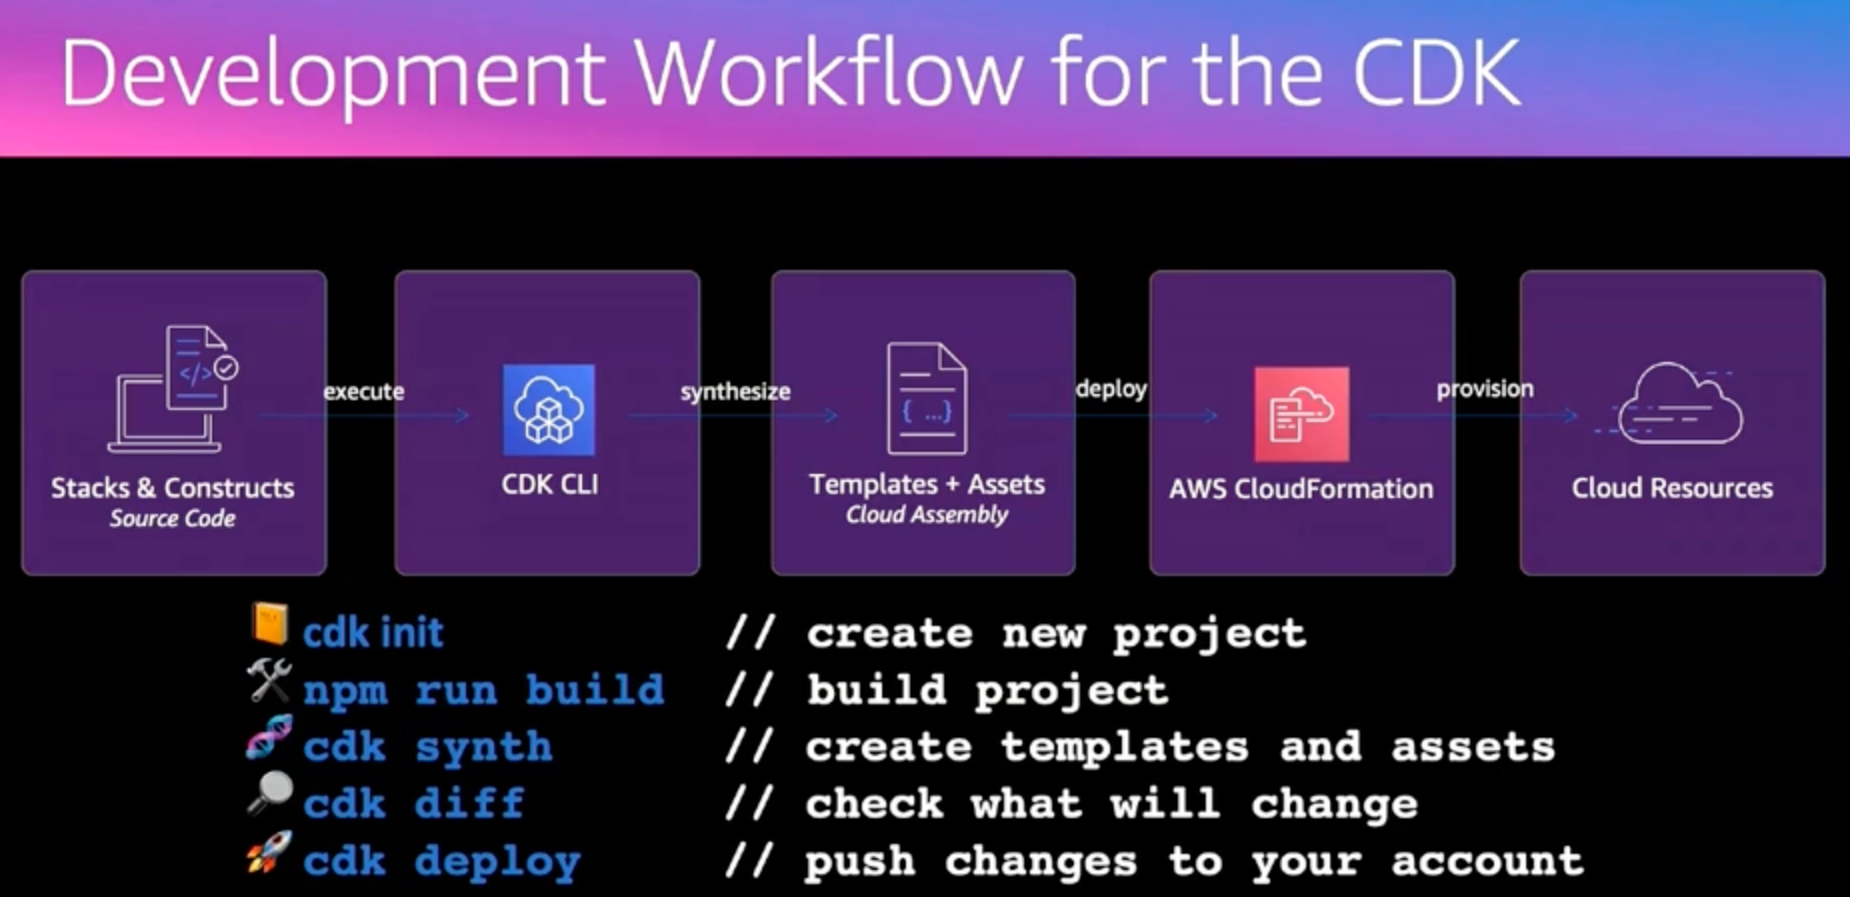 Development Workflow for the CDK
execute
synthesize
deploy
provision
</>
{ ...}
Stacks & Constructs
Source Code
CDK CLI
Templates + Assets
Cloud Assembly
AWS CloudFormation
Cloud Resources
cdk init // create new project
npm run build // build project
cdk synth // create templates and assets
cdk diff // check what will change
cdk deploy // push changes to your account